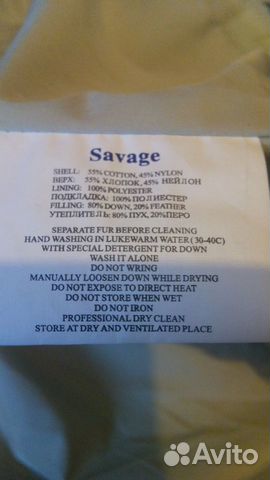 Savage
SHELL: 55% COTTON, 45% NYLON
ВЕРХ: 55% ХЛОПОК, 45% НЕЙЛОН
LINING: 100% POLYESTER
ПОДКЛАДКА: 100% ПОЛИЕСТЕР
FILLING: 80% DOWN, 20% FEATHER
УТЕПЛИТЕЛЬ: 80% ПУХ, 20%ПЕРО
SEPARATE FUR BEFORE CLEANING
HAND WASHING IN LUKEWARM WATER ( 30-40C)
WITH SPECIAL DETERGENT FOR DOWN
WASH IT ALONE
DO NOT WRING
MANUALLY LOOSEN DOWN WHILE DRYING
DO NOT EXPOSE TO DIRECT HEAT
DO NOT STORE WHEN WET
DO NOT IRON
PROFESSIONAL DRY CLEAN
STORE AT DRY AND VENTILATED PLACE
Avito